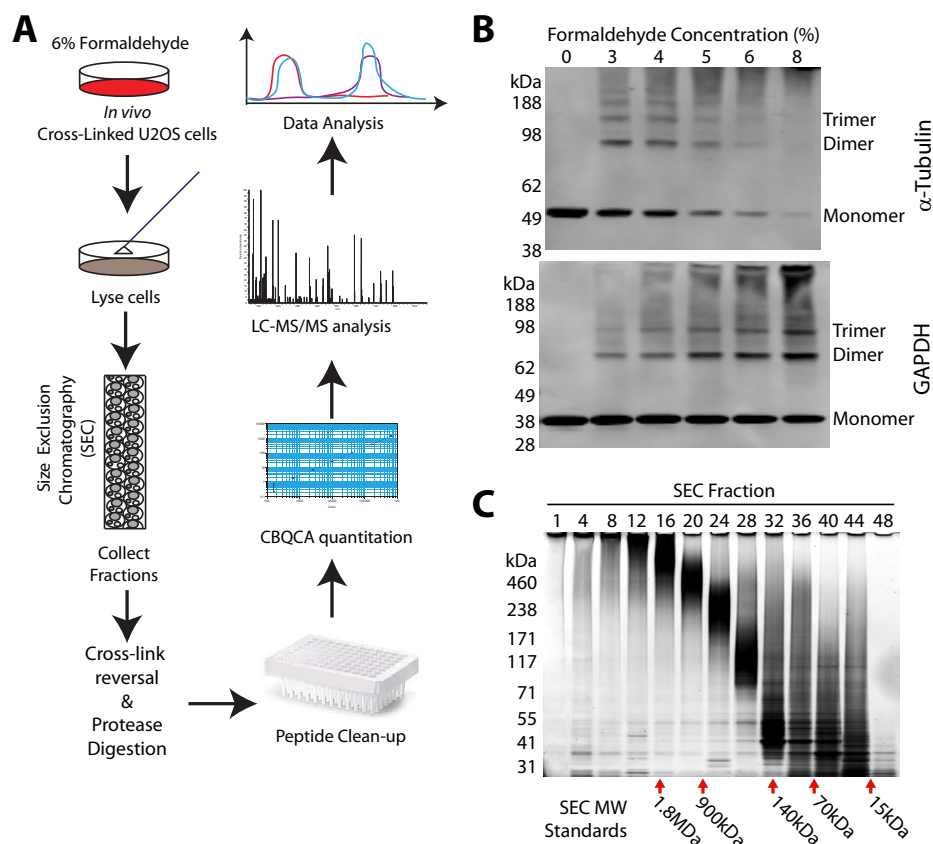 A
6% Formaldehyde
In vivo
Cross-Linked U2OS cells
Lyse cells
Size Exclusion
Chromatography
(SEC)
Collect
Fractions
Cross-link
reversal
&
Protease
Digestion
Peptide Clean-up
CBQCA quantitation
LC-MS/MS analysis
Data Analysis
B
Formaldehyde Concentration (%)
0 3 4 5 6 8
kDa
188
98
62
49
38
Trimer
Dimer
Monomer
α-Tubulin
kDa
188
98
62
49
38
28
Trimer
Dimer
Monomer
GAPDH
C
SEC Fraction
1 4 8 12 16 20 24 28 32 36 40 44 48
kDa
460
238
171
117
71
55
41
31
SEC MW
Standards
1.8MDa
900kDa
140kDa
70kDa
15kDa